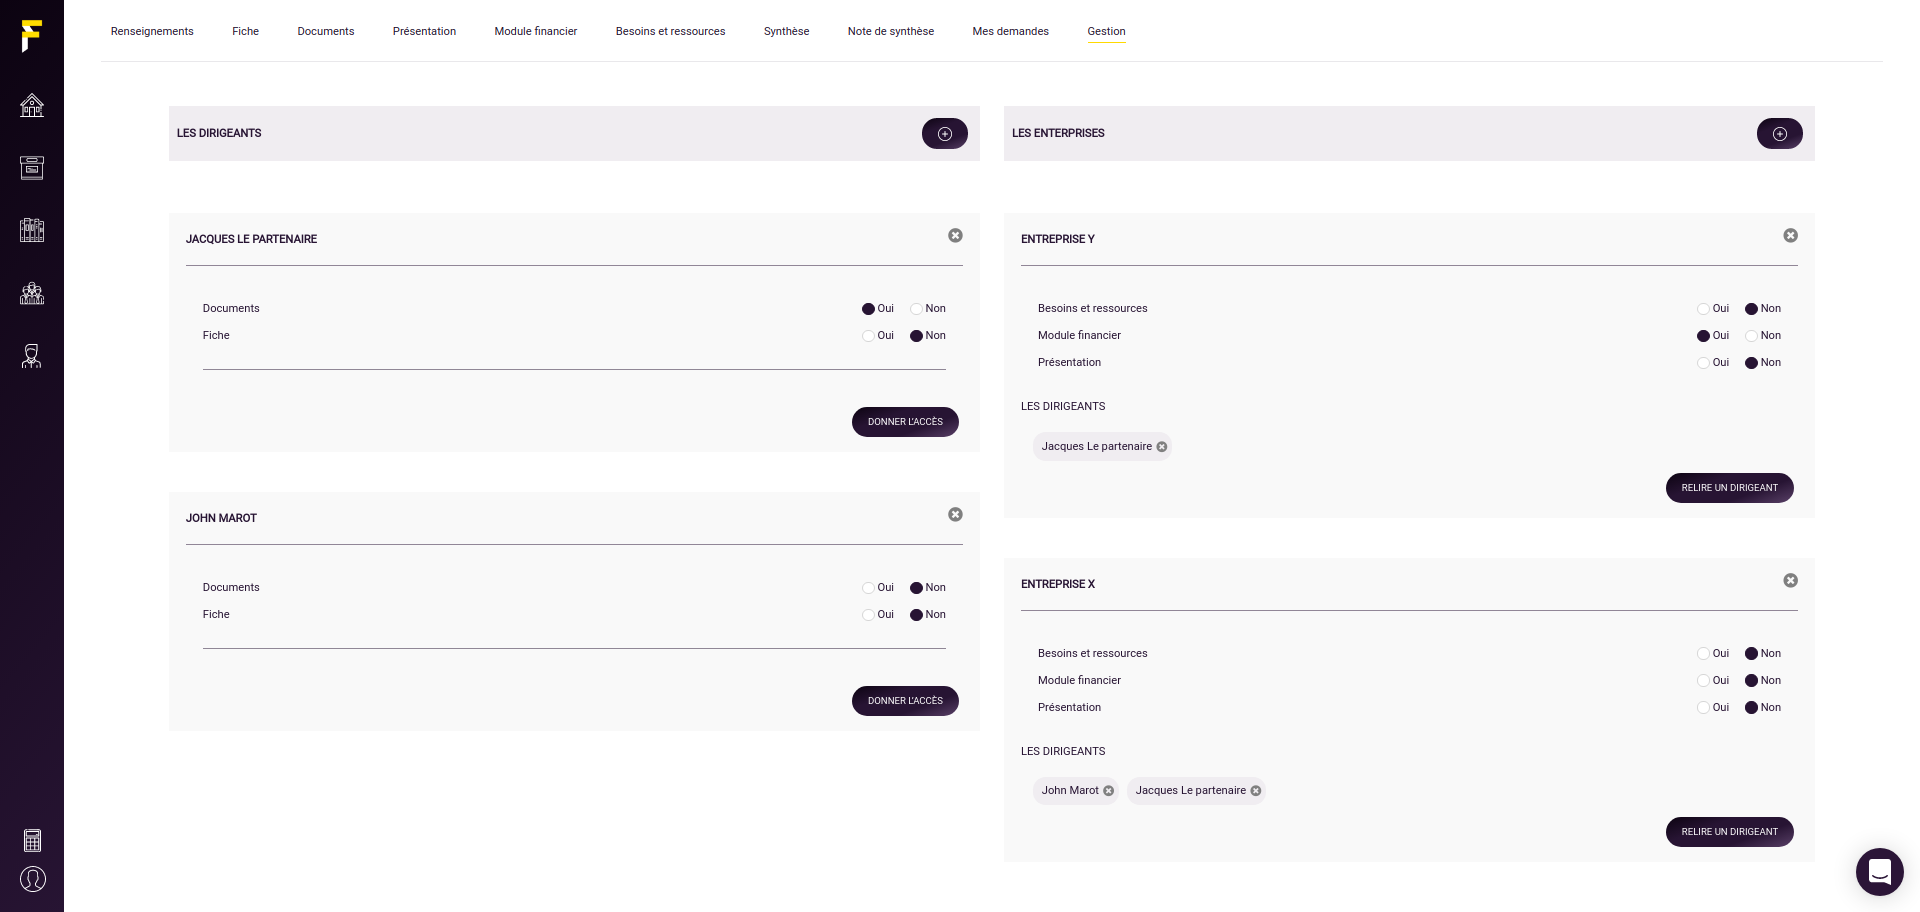 Renseignements Fiche Documents Présentation Module financier Besoins et ressources Synthèse Note de synthèse Mes demandes Gestion
LES DIRIGEANTS
JACQUES LE PARTENAIRE
Documents Oui Non
Fiche Oui Non
DONNER L'ACCÈS
JOHN MAROT
Documents Oui Non
Fiche Oui Non
DONNER L'ACCÈS
LES ENTERPRISES
ENTREPRISE Y
Besoins et ressources Oui Non
Module financier Oui Non
Présentation Oui Non
LES DIRIGEANTS
Jacques Le partenaire
RELIRE UN DIRIGEANT
ENTREPRISE X
Besoins et ressources Oui Non
Module financier Oui Non
Présentation Oui Non
LES DIRIGEANTS
John Marot Jacques Le partenaire
RELIRE UN DIRIGEANT